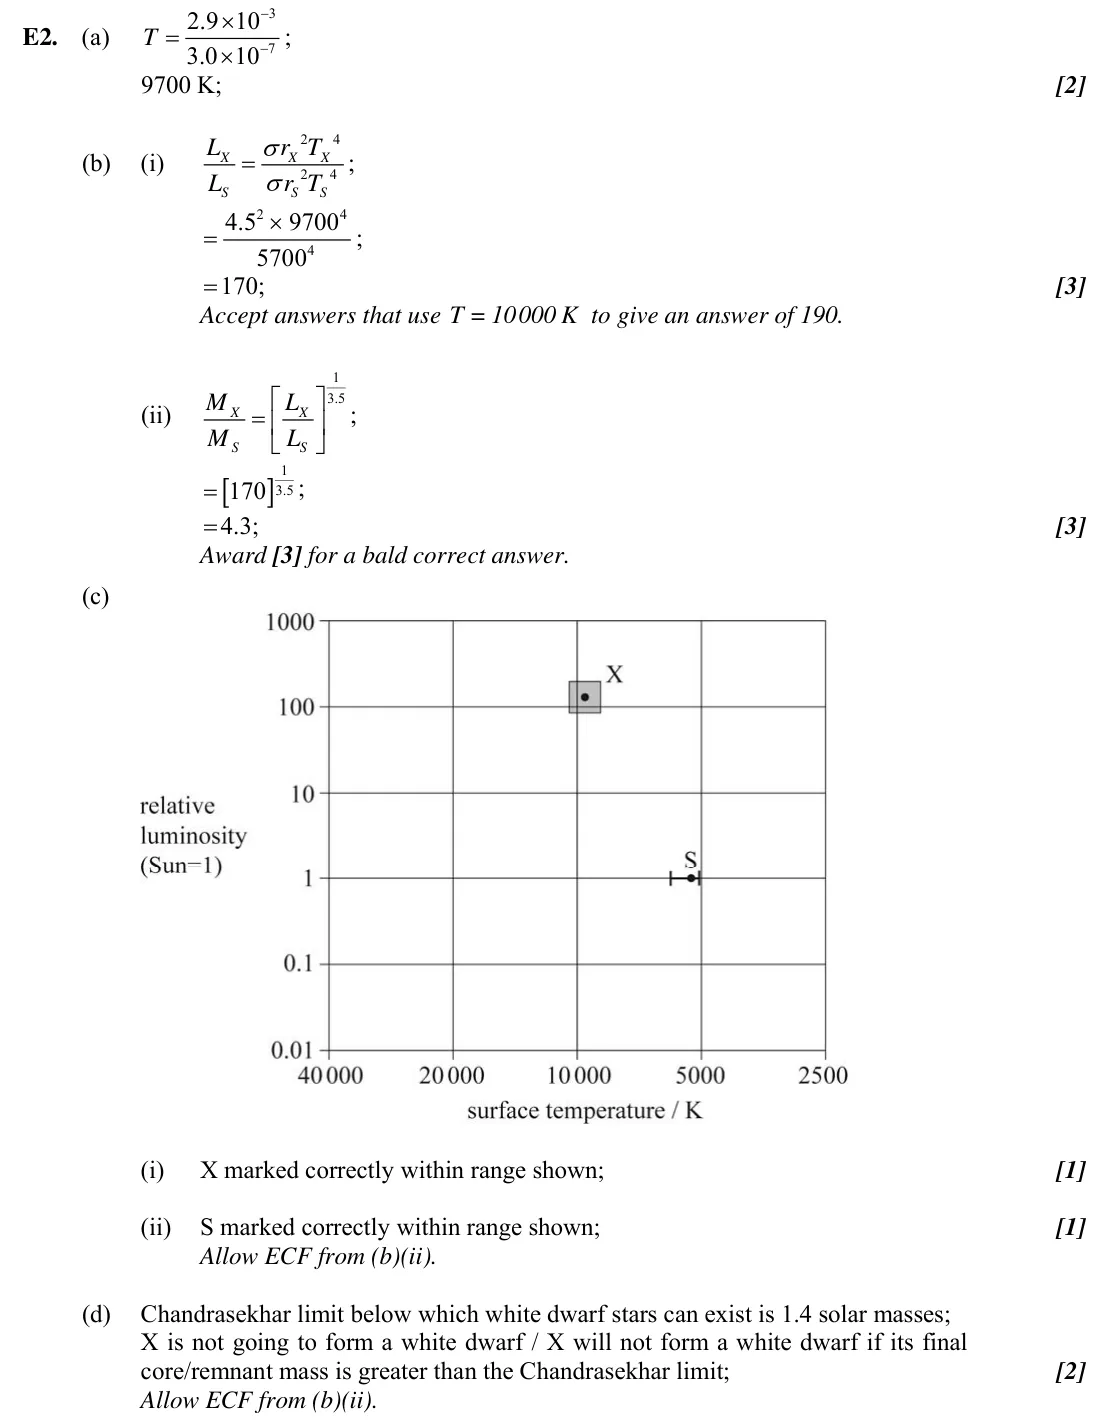 E2. (a) T = 2.9×10⁻³ / 3.0×10⁻⁷ ;
9700 K; [2]
(b) (i) L_X / L_S = σr_X²T_X⁴ / σr_S²T_S⁴ ;
= 4.5² × 9700⁴ / 5700⁴ ;
= 170; [3]
Accept answers that use T = 10000 K to give an answer of 190.
(ii) M_X / M_S = [L_X / L_S]^(1/3.5) ;
= [170]^(1/3.5) ;
= 4.3; [3]
Award [3] for a bald correct answer.
(c)
1000
X
100
10
relative
luminosity
(Sun=1)
S
1
0.1
0.01
40000 20000 10000 5000 2500
surface temperature / K
(i) X marked correctly within range shown; [1]
(ii) S marked correctly within range shown; [1]
Allow ECF from (b)(ii).
(d) Chandrasekhar limit below which white dwarf stars can exist is 1.4 solar masses;
X is not going to form a white dwarf / X will not form a white dwarf if its final
core/remnant mass is greater than the Chandrasekhar limit; [2]
Allow ECF from (b)(ii).